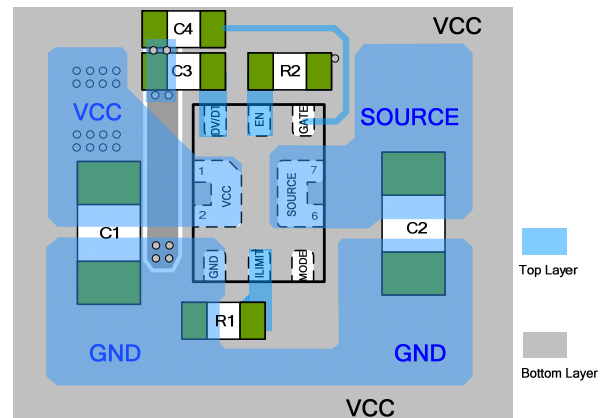 VCC
C4
C3
R2
VCC
DV/DT
EN
GATE
SOURCE
1
2
VCC
SOURCE
7
6
C1
C2
GND
ILIMIT
MODE
Top Layer
R1
GND
GND
Bottom Layer
VCC